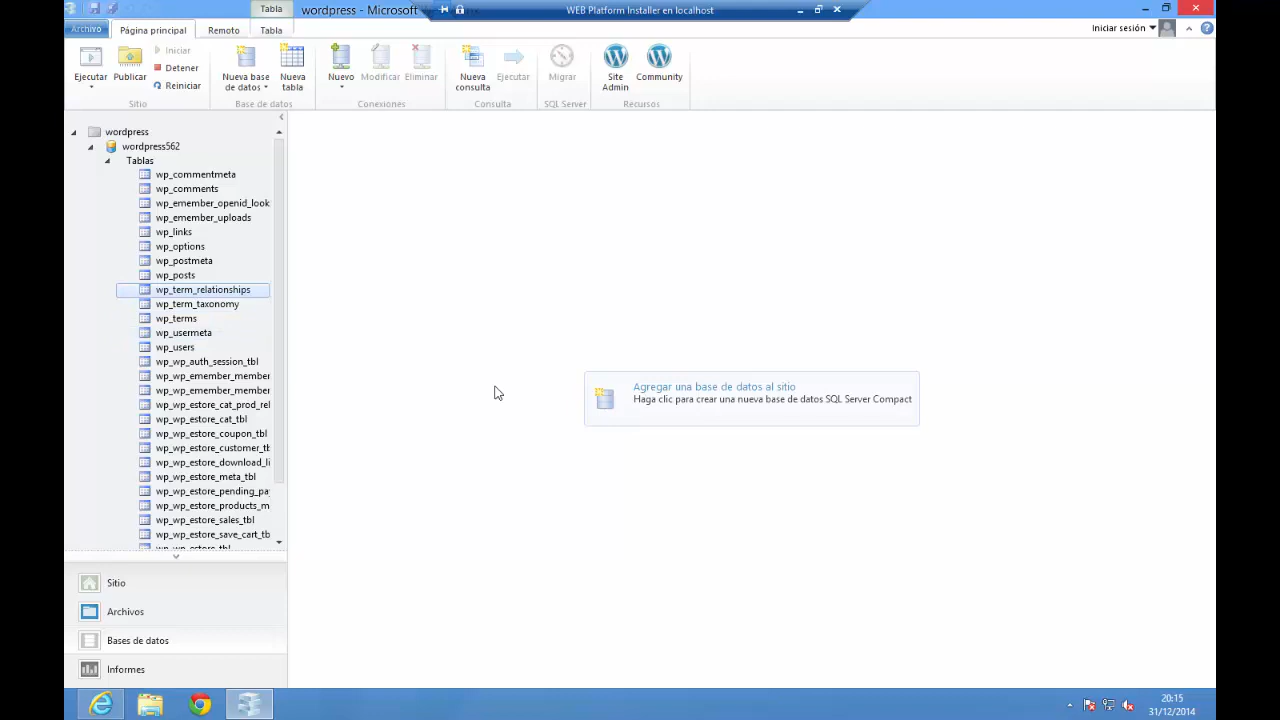 Tabla
wordpress - Microsoft
WEB Platform Installer en localhost
Archivo
Página principal
Remoto
Tabla
Iniciar sesión
Ejecutar
Publicar
Iniciar
Detener
Reiniciar
Sitio
Nueva base
de datos
Nueva
tabla
Base de datos
Nuevo
Modificar
Eliminar
Conexiones
Nueva
consulta
Ejecutar
Consulta
Migrar
SQL Server
Site
Admin
Community
Recursos
wordpress
wordpress562
Tablas
wp_commentmeta
wp_comments
wp_emember_openid_look
wp_emember_uploads
wp_links
wp_options
wp_postmeta
wp_posts
wp_term_relationships
wp_term_taxonomy
wp_terms
wp_usermeta
wp_users
wp_wp_auth_session_tbl
wp_wp_emember_member
wp_wp_emember_member
wp_wp_estore_cat_prod_rel
wp_wp_estore_cat_tbl
wp_wp_estore_coupon_tbl
wp_wp_estore_customer_tb
wp_wp_estore_download_li
wp_wp_estore_meta_tbl
wp_wp_estore_pending_pa
wp_wp_estore_products_m
wp_wp_estore_sales_tbl
wp_wp_estore_save_cart_tb
wp_wp_estore_tbl
Agregar una base de datos al sitio
Haga clic para crear una nueva base de datos SQL Server Compact
Sitio
Archivos
Bases de datos
Informes
20:15
31/12/2014